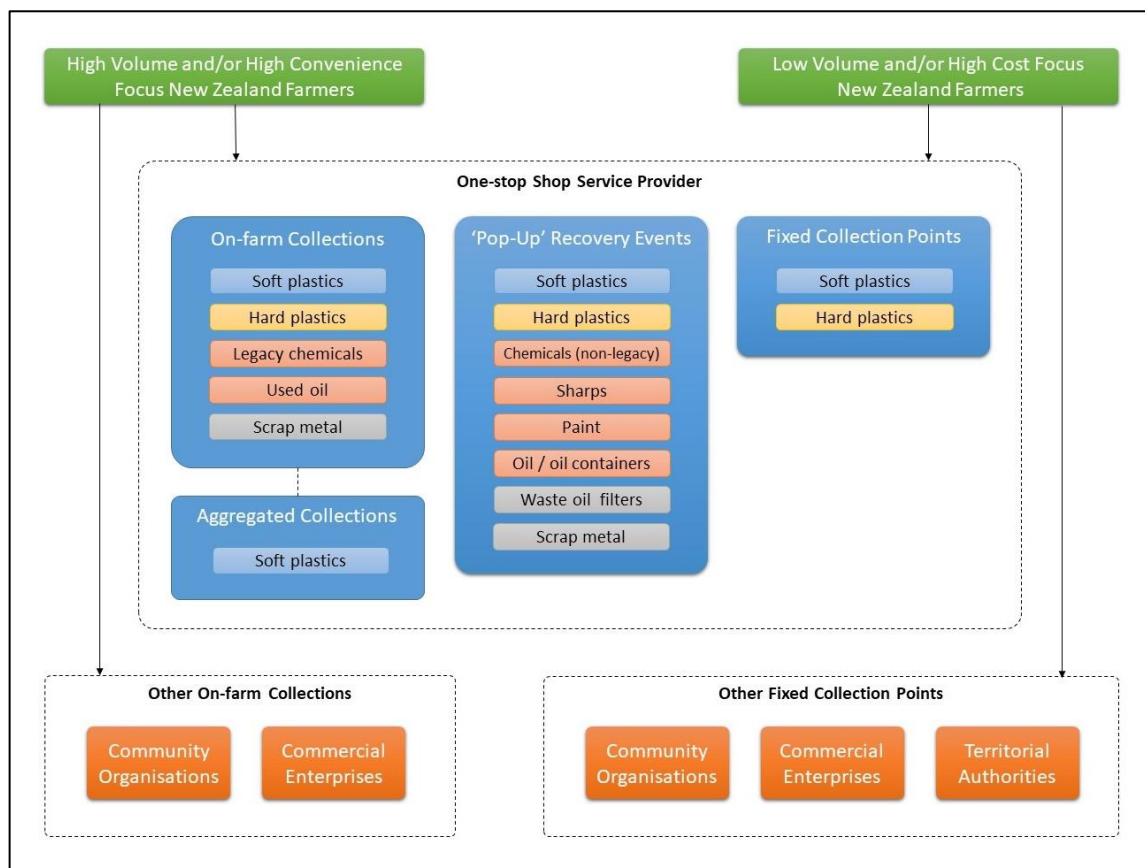 High Volume and/or High Convenience
Focus New Zealand Farmers
Low Volume and/or High Cost Focus
New Zealand Farmers
One-stop Shop Service Provider
On-farm Collections
Soft plastics
Hard plastics
Legacy chemicals
Used oil
Scrap metal
Aggregated Collections
Soft plastics
‘Pop-Up’ Recovery Events
Soft plastics
Hard plastics
Chemicals (non-legacy)
Sharps
Paint
Oil / oil containers
Waste oil filters
Scrap metal
Fixed Collection Points
Soft plastics
Hard plastics
Other On-farm Collections
Community
Organisations
Commercial
Enterprises
Other Fixed Collection Points
Community
Organisations
Commercial
Enterprises
Territorial
Authorities